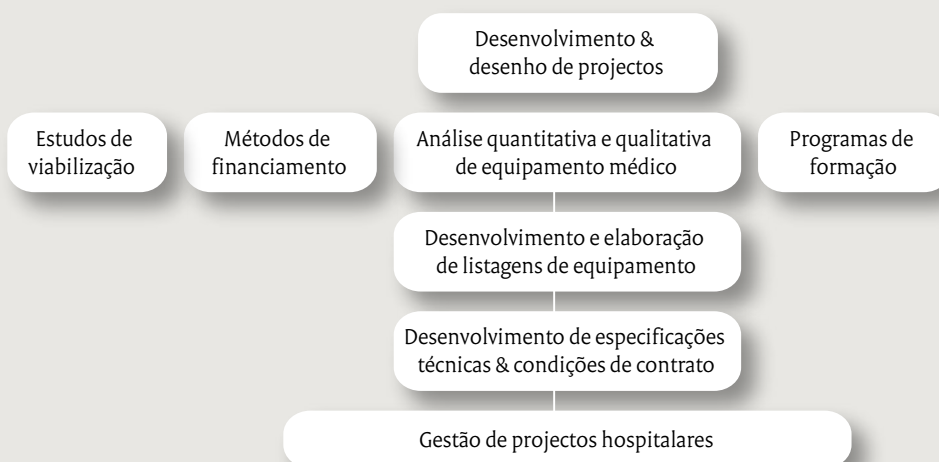 Desenvolvimento &
desenho de projectos
Estudos de
viabilização
Métodos de
financiamento
Análise quantitativa e qualitativa
de equipamento médico
Programas de
formação
Desenvolvimento e elaboração
de listagens de equipamento
Desenvolvimento de especificações
técnicas & condições de contrato
Gestão de projectos hospitalares